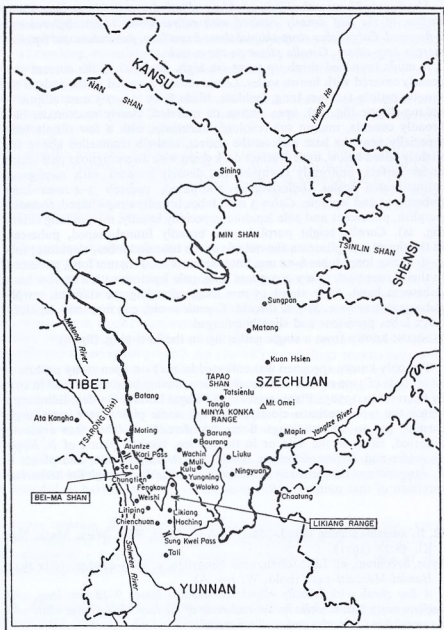 KANSU
NAN
SHAN
Hwang Ho
Sining
SHENSI
MIN SHAN
TSINLIN SHAN
Sungpan
Matang
Kuan Hsien
Mekong River
TAPAO
SHAN
Tatsienlu
SZECHUAN
TIBET
Batang
Tongla
Mt Omei
MINYA KONKA
RANGE
Yangtze River
Ata Kangha
TSARONG (Dist)
Moting
Barung
Baurong
Mapin
Atuntze
Kari Pass
Wachin
Muli
Liuku
Se La
Kulu
Yungning
Ningyuan
Chungtien
Woloko
Chaotung
BEI-MA SHAN
Fengkow
Weishi
Litiping
Likiang
LIKIANG RANGE
Chienchuan
Hoching
Sung Kwei Pass
Tali
Salween River
YUNNAN